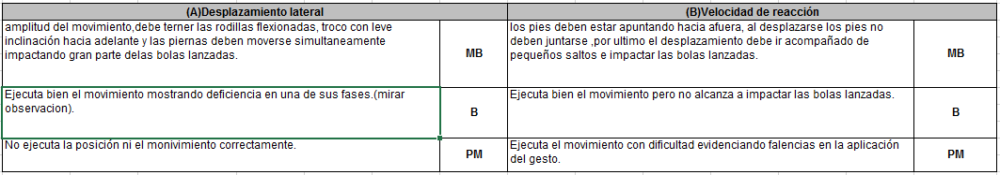 (A)Desplazamiento lateral
(B)Velocidad de reacción
amplitud del movimiento,debe terner las rodillas flexionadas, troco con leve
inclinación hacia adelante y las piernas deben moverse simultaneamente
impactando gran parte delas bolas lanzadas.
MB
los pies deben estar apuntando hacia afuera, al desplazarse los pies no
deben juntarse ,por ultimo el desplazamiento debe ir acompañado de
pequeños saltos e impactar las bolas lanzadas.
MB
Ejecuta bien el movimiento mostrando deficiencia en una de sus fases.(mirar
observacion).
B
Ejecuta bien el movimiento pero no alcanza a impactar las bolas lanzadas.
B
No ejecuta la posición ni el monivimiento correctamente.
PM
Ejecuta el movimiento con dificultad evidenciando falencias en la aplicación
del gesto.
PM